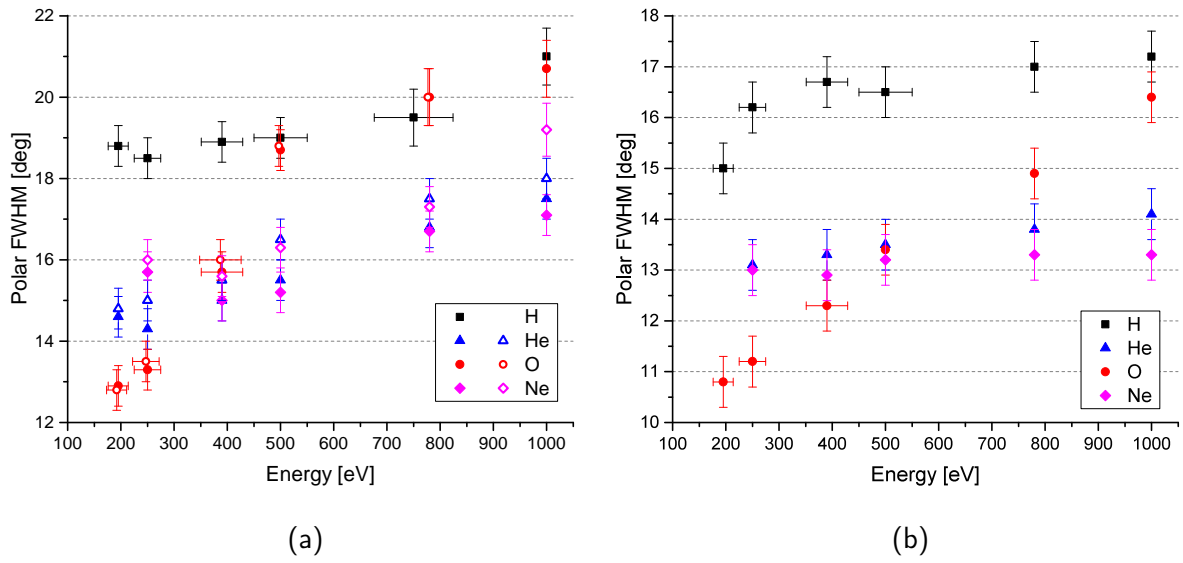 22
20
18
16
14
12
Polar FWHM [deg]
H
He
O
Ne
100 200 300 400 500 600 700 800 900 1000
Energy [eV]
(a)
18
17
16
15
14
13
12
11
10
Polar FWHM [deg]
H
He
O
Ne
100 200 300 400 500 600 700 800 900 1000
Energy [eV]
(b)